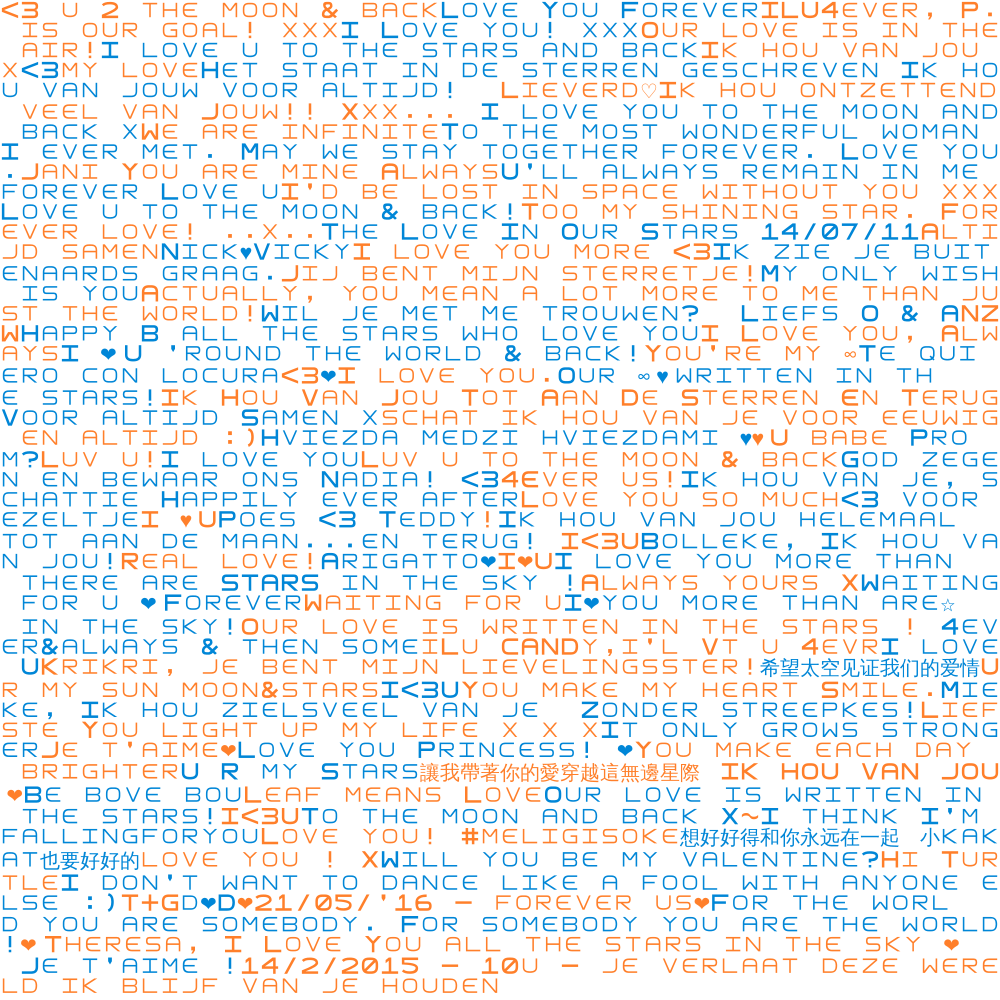 <3 U 2 THE MOON & BACKLOVE YOU FOREVERILU4EVER, P.
IS OUR GOAL! XXXI LOVE YOU! XXXOUR LOVE IS IN THE
AIR!I LOVE U TO THE STARS AND BACKIK HOU VAN JOU
X<3MY LOVEHET STAAT IN DE STERREN GESCHREVEN IK HO
U VAN JOUW VOOR ALTIJD! LIEVERD♡IK HOU ONTZETTEND
VEEL VAN JOUW!! XXX... I LOVE YOU TO THE MOON AND
BACK XWE ARE INFINITETO THE MOST WONDERFUL WOMAN
I EVER MET. MAY WE STAY TOGETHER FOREVER. LOVE YOU
.JANI YOU ARE MINE ALWAYSU'LL ALWAYS REMAIN IN ME
FOREVER LOVE UI'D BE LOST IN SPACE WITHOUT YOU XXX
LOVE U TO THE MOON & BACK!TOO MY SHINING STAR. FOR
EVER LOVE! ..X..THE LOVE IN OUR STARS 14/07/11ALTI
JD SAMENNICK♥VICKYI LOVE YOU MORE <3IK ZIE JE BUIT
ENAARDS GRAAG.JIJ BENT MIJN STERRETJE!MY ONLY WISH
IS YOUACTUALLY, YOU MEAN A LOT MORE TO ME THAN JU
ST THE WORLD!WIL JE MET ME TROUWEN? LIEFS O & ANZ
WHAPPY B ALL THE STARS WHO LOVE YOUI LOVE YOU, ALW
AYSI ❤U 'ROUND THE WORLD & BACK!YOU'RE MY ∞TE QUI
ERO CON LOCURA<3❤I LOVE YOU.OUR ∞♥WRITTEN IN TH
E STARS!IK HOU VAN JOU TOT AAN DE STERREN EN TERUG
VOOR ALTIJD SAMEN XSCHAT IK HOU VAN JE VOOR EEUWIG
EN ALTIJD :)HVIEZDA MEDZI HVIEZDAMI ♥♥U BABE PRO
M?LUV U!I LOVE YOULUV U TO THE MOON & BACKGOD ZEGE
N EN BEWAAR ONS NADIA! <34EVER US!IK HOU VAN JE, S
CHATTIE HAPPILY EVER AFTERLOVE YOU SO MUCH<3 VOOR
EZELTJEI ♥UPOES <3 TEDDY!IK HOU VAN JOU HELEMAAL
TOT AAN DE MAAN...EN TERUG! I<3UBOLLEKE, IK HOU VA
N JOU!REAL LOVE!ARIGATTO❤I❤UI LOVE YOU MORE THAN
THERE ARE STARS IN THE SKY !ALWAYS YOURS XWAITING
FOR U ❤FOREVERWAITING FOR UI❤YOU MORE THAN ARE☆
IN THE SKY!OUR LOVE IS WRITTEN IN THE STARS ! 4EV
ER&ALWAYS & THEN SOMEILU CANDY,I'L VT U 4EVRI LOVE
UKRIKRI, JE BENT MIJN LIEVELINGSSTER!希望太空见证我们的爱情U
R MY SUN MOON&STARSI<3UYOU MAKE MY HEART SMILE.MIE
KE, IK HOU ZIELSVEEL VAN JE ZONDER STREEPKES!LIEF
STE YOU LIGHT UP MY LIFE X X XIT ONLY GROWS STRONG
ERJE T'AIME❤LOVE YOU PRINCESS! ❤YOU MAKE EACH DAY
BRIGHTERU R MY STARS讓我帶著你的愛穿越這無邊星際 IK HOU VAN JOU
❤BE BOVE BOULEAF MEANS LOVEOUR LOVE IS WRITTEN IN
THE STARS!I<3UTO THE MOON AND BACK X~I THINK I'M
FALLINGFORYOULOVE YOU! #MELIGISOKE想好好得和你永远在一起 小KAK
AT也要好好的LOVE YOU ! XWILL YOU BE MY VALENTINE?HI TUR
TLEI DON'T WANT TO DANCE LIKE A FOOL WITH ANYONE E
LSE :)T+GD❤D❤21/05/'16 - FOREVER US❤FOR THE WORL
D YOU ARE SOMEBODY. FOR SOMEBODY YOU ARE THE WORLD
!❤THERESA, I LOVE YOU ALL THE STARS IN THE SKY ❤
JE T'AIME !14/2/2015 - 10U - JE VERLAAT DEZE WERE
LD IK BLIJF VAN JE HOUDEN